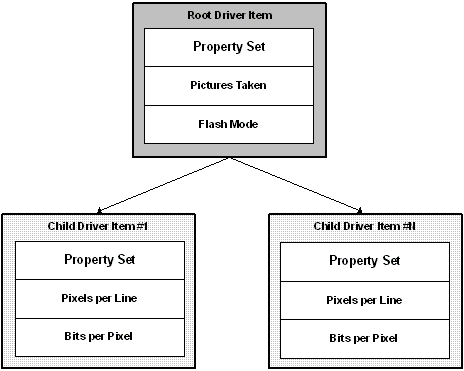 Root Driver Item
Property Set
Pictures Taken
Flash Mode
Child Driver Item #1
Property Set
Pixels per Line
Bits per Pixel
Child Driver Item #N
Property Set
Pixels per Line
Bits per Pixel